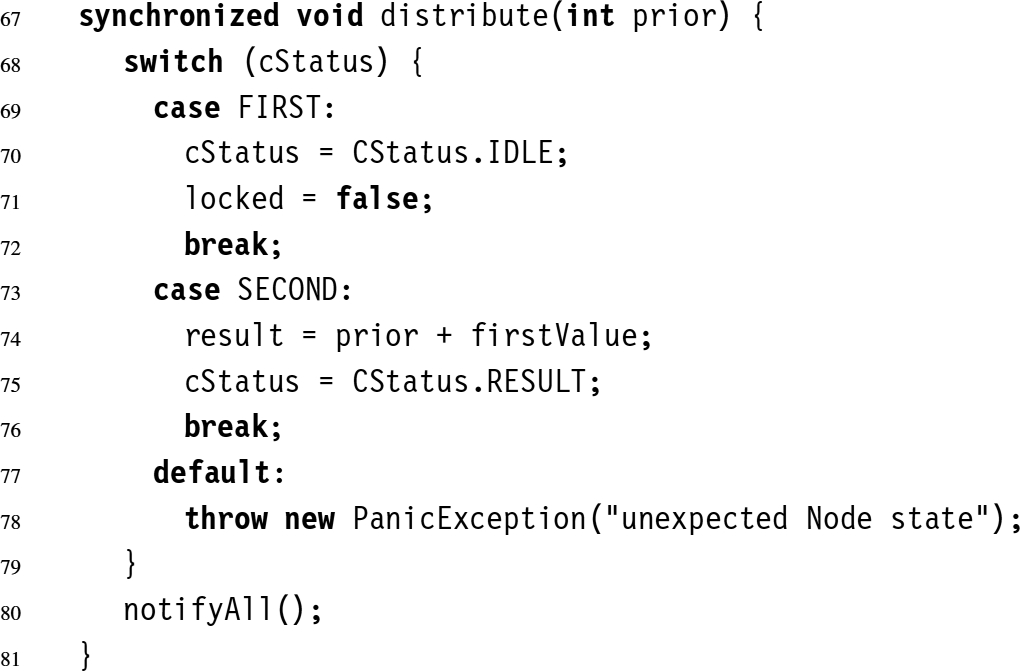 67 synchronized void distribute(int prior) {
68 switch (cStatus) {
69 case FIRST:
70 cStatus = CStatus.IDLE;
71 locked = false;
72 break;
73 case SECOND:
74 result = prior + firstValue;
75 cStatus = CStatus.RESULT;
76 break;
77 default:
78 throw new PanicException("unexpected Node state");
79 }
80 notifyAll();
81 }